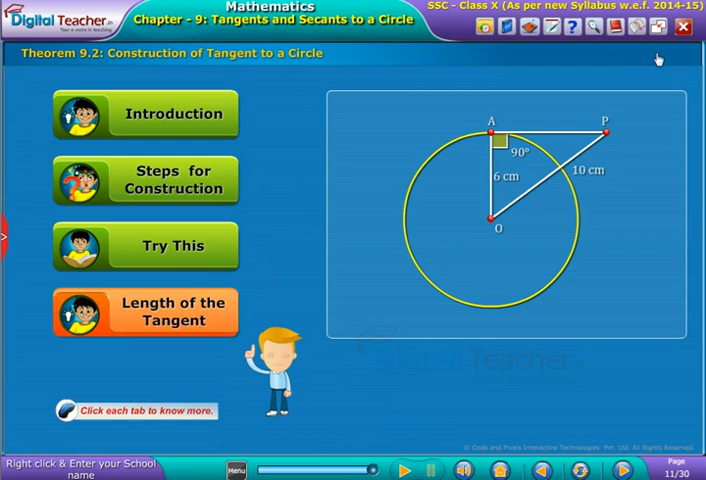 Digital Teacher.in
Your e-note in teaching
Mathematics
Chapter - 9: Tangents and Secants to a Circle
SSC - Class X (As per new Syllabus w.e.f. 2014-15)
Theorem 9.2: Construction of Tangent to a Circle
Introduction
Steps for
Construction
Try This
Length of the
Tangent
A
P
90°
6 cm
10 cm
O
Digital Teacher.in
Click each tab to know more.
© Code and Pixels Interactive Technologies. Pvt. Ltd. All Rights Reserved
Right click & Enter your School
name
Menu
Page
11/30